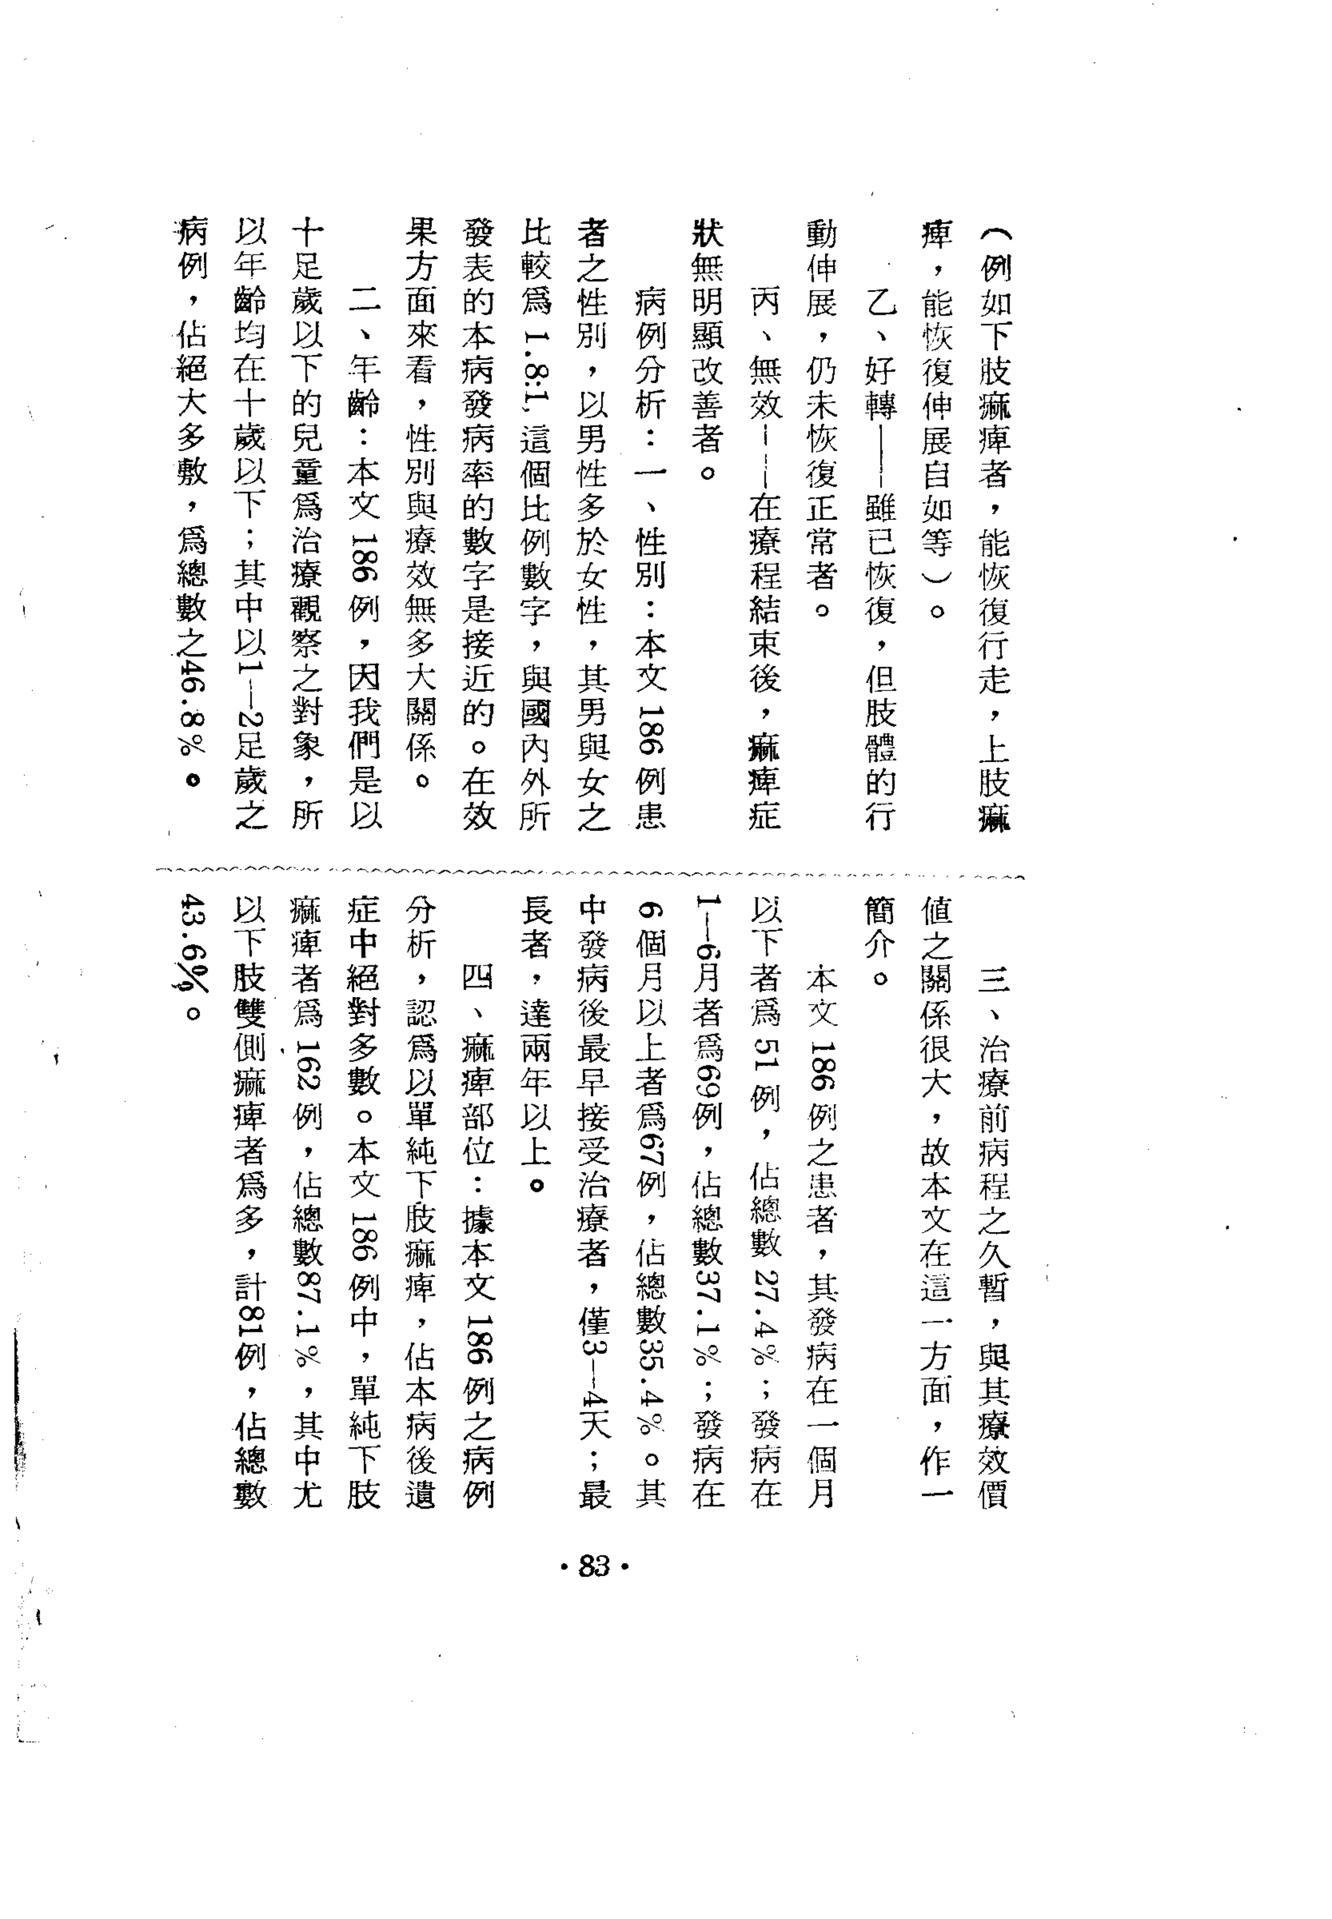 （例如下肢痲痺者，能恢復行走，上肢痲
痺，能恢復伸展自如等）。
乙、好轉——雖已恢復，但肢體的行
動伸展，仍未恢復正常者。
丙、無效——在療程結束後，痲痺症
狀無明顯改善者。
病例分析：一、性別：本文186例患
者之性別，以男性多於女性，其男與女之
比較爲1.8:1，這個比例數字，與國內外所
發表的本病發病率的數字是接近的。在效
果方面來看，性別與療效無多大關係。
二、年齡：本文186例，因我們是以
十足歲以下的兒童爲治療觀察之對象，所
以年齡均在十歲以下；其中以1—2足歲之
病例，佔絕大多敷，爲總數之46.8%。
三、治療前病程之久暫，與其療效價
値之關係很大，故本文在這一方面，作一
簡介。
本文186例之患者，其發病在一個月
以下者爲51例，佔總數27.4%；發病在
1—6月者爲69例，佔總數37.1%；發病在
6個月以上者爲67例，佔總數35.4%。其
中發病後最早接受治療者，僅3—4天；最
長者，達兩年以上。
四、痲痺部位：據本文186例之病例
分析，認爲以單純下肢痲痺，佔本病後遺
症中絕對多數。本文186例中，單純下肢
痲痺者爲162例，佔總數87.1%，其中尤
以下肢雙側痲痺者爲多，計81例，佔總數
43.6%。
·83·